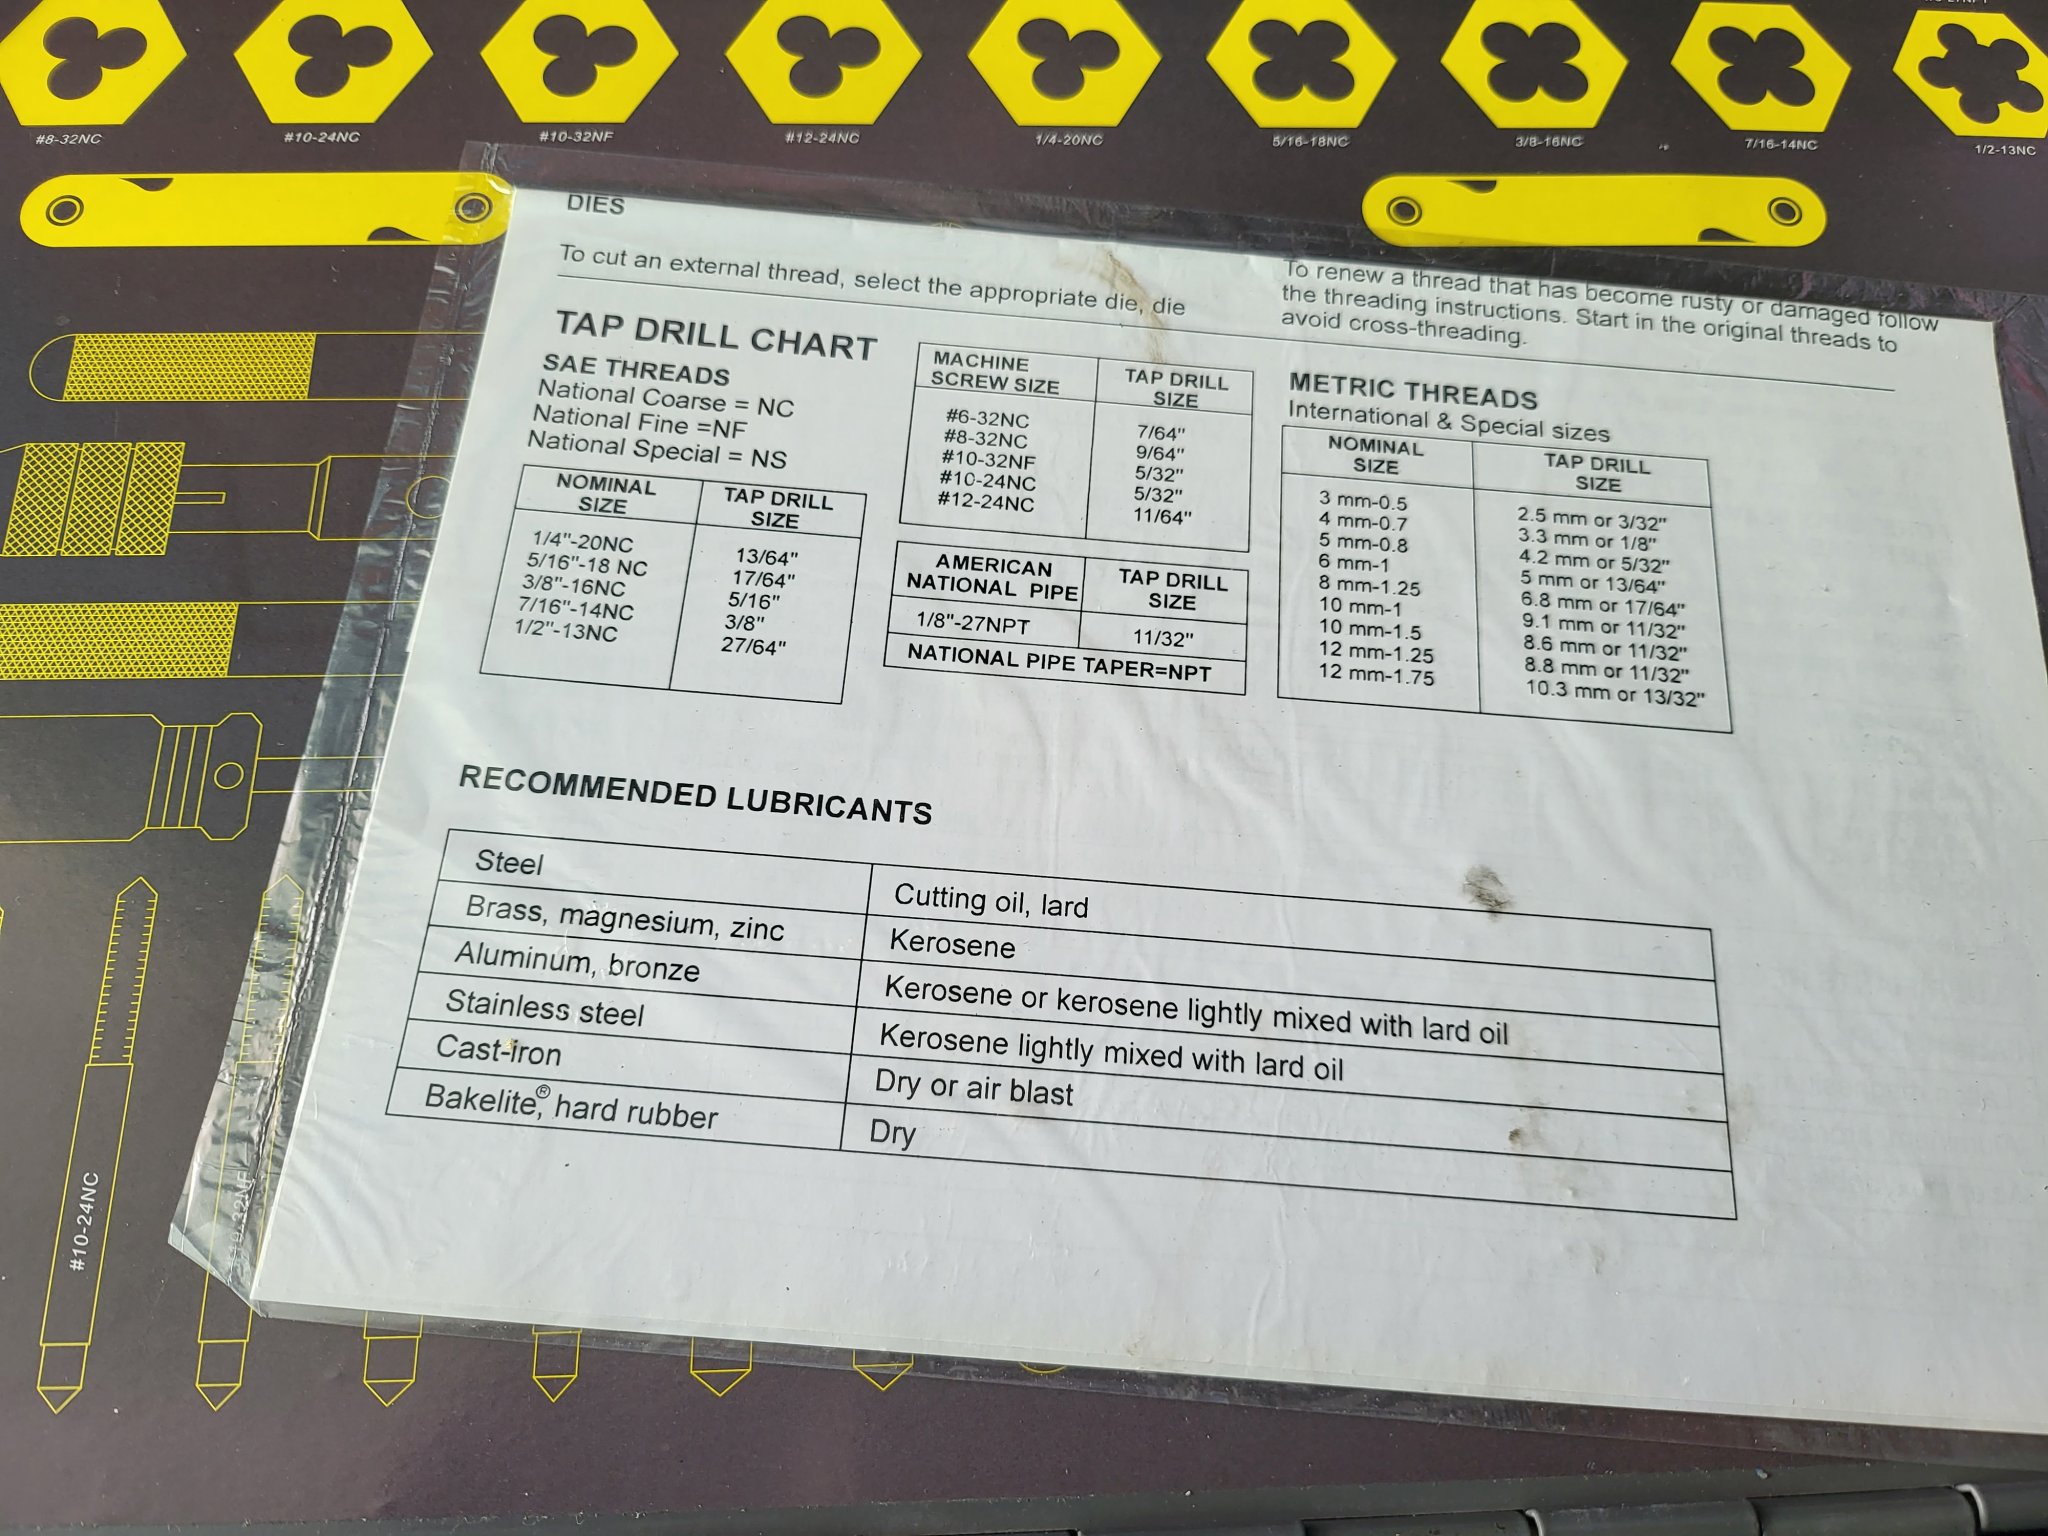 #8-32NC
#10-24NC
#10-32NF
#12-24NC
1/4-20NC
5/16-18NC
3/8-16NC
7/16-14NC
1/2-13NC
DIES
To cut an external thread, select the appropriate die, die
To renew a thread that has become rusty or damaged follow
the threading instructions. Start in the original threads to
avoid cross-threading.
TAP DRILL CHART
SAE THREADS
National Coarse = NC
National Fine =NF
National Special = NS
NOMINAL SIZE TAP DRILL SIZE
1/4"-20NC 13/64"
5/16"-18 NC 17/64"
3/8"-16NC 5/16"
7/16"-14NC 3/8"
1/2"-13NC 27/64"
MACHINE SCREW SIZE TAP DRILL SIZE
#6-32NC 7/64"
#8-32NC 9/64"
#10-32NF 5/32"
#10-24NC 5/32"
#12-24NC 11/64"
AMERICAN NATIONAL PIPE TAP DRILL SIZE
1/8"-27NPT 11/32"
NATIONAL PIPE TAPER=NPT
METRIC THREADS
International & Special sizes
NOMINAL SIZE TAP DRILL SIZE
3 mm-0.5 2.5 mm or 3/32"
4 mm-0.7 3.3 mm or 1/8"
5 mm-0.8 4.2 mm or 5/32"
6 mm-1 5 mm or 13/64"
8 mm-1.25 6.8 mm or 17/64"
10 mm-1 9.1 mm or 11/32"
10 mm-1.5 8.6 mm or 11/32"
12 mm-1.25 8.8 mm or 11/32"
12 mm-1.75 10.3 mm or 13/32"
RECOMMENDED LUBRICANTS
Steel Cutting oil, lard
Brass, magnesium, zinc Kerosene
Aluminum, bronze Kerosene or kerosene lightly mixed with lard oil
Stainless steel Kerosene lightly mixed with lard oil
Cast-iron Dry or air blast
Bakelite®, hard rubber Dry
#10-24NC